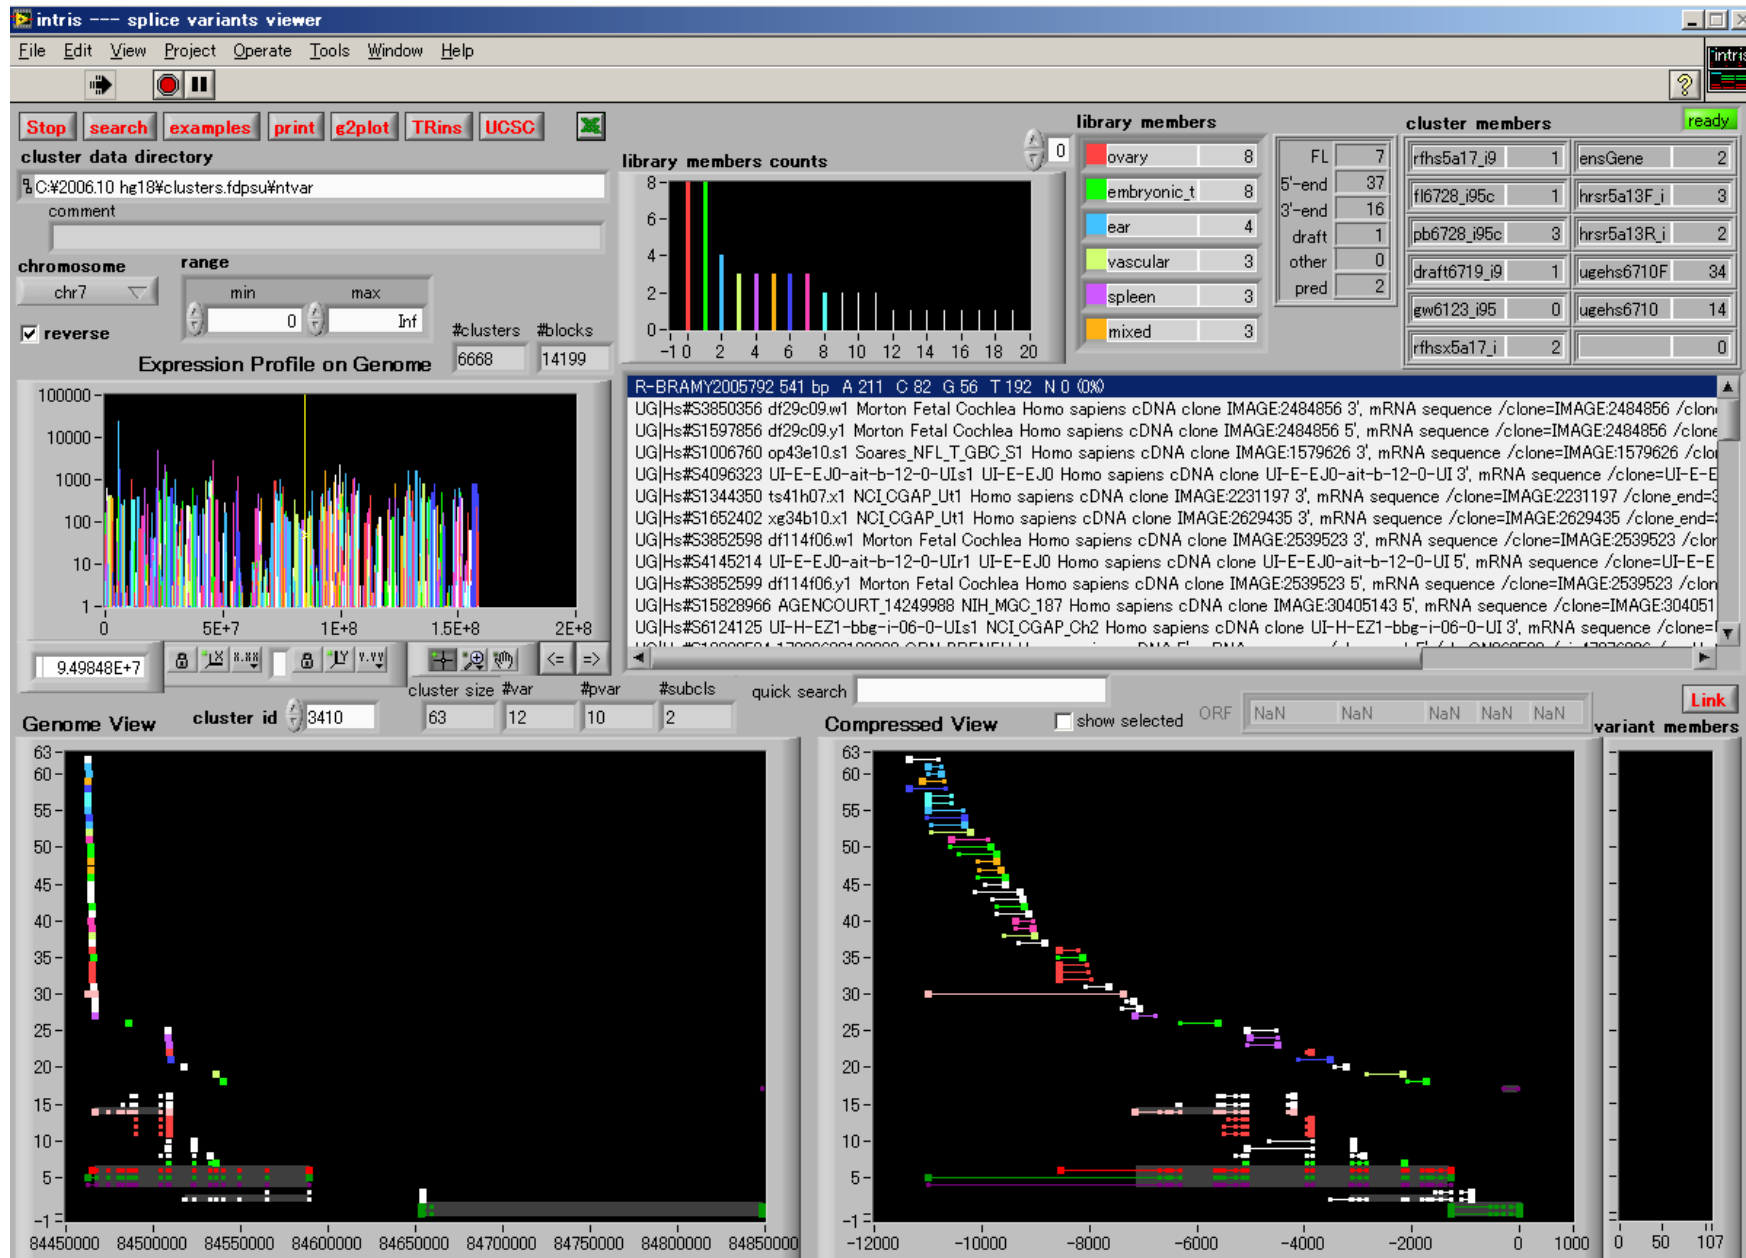 intris --- splice variants viewer
File Edit View Project Operate Tools Window Help
intris
Stop search examples print g2plot TRins UCSC
cluster data directory
C:¥2006.10 hg18¥clusters.fdpsu¥ntvar
comment
chromosome range
chr7 min max
0 Inf
reverse
#clusters #blocks
6668 14199
library members counts
0
8
6
4
2
0
-1 0 2 4 6 8 10 12 14 16 18 20
library members
ovary 8
embryonic_t 8
ear 4
vascular 3
spleen 3
mixed 3
FL 7
5'-end 37
3'-end 16
draft 1
other 0
pred 2
cluster members ready
rfhs5a17_i9 1 ensGene 2
fl6728_i95c 1 hrsr5a13F_i 3
pb6728_i95c 3 hrsr5a13R_i 2
draft6719_i9 1 ugehs6710F 34
gw6123_i95 0 ugehs6710 14
rfhsx5a17_i 2 0
Expression Profile on Genome
100000
10000
1000
100
10
1
0 5E+7 1E+8 1.5E+8 2E+8
9.49848E+7 X.XX Y.YY <= =>
R-BRAMY2005792 541 bp A 211 C 82 G 56 T 192 N 0 (0%)
UG|Hs#S3850356 df29c09.w1 Morton Fetal Cochlea Homo sapiens cDNA clone IMAGE:2484856 3', mRNA sequence /clone=IMAGE:2484856 /clon
UG|Hs#S1597856 df29c09.y1 Morton Fetal Cochlea Homo sapiens cDNA clone IMAGE:2484856 5', mRNA sequence /clone=IMAGE:2484856 /clone
UG|Hs#S1006760 op43e10.s1 Soares_NFL_T_GBC_S1 Homo sapiens cDNA clone IMAGE:1579626 3', mRNA sequence /clone=IMAGE:1579626 /clon
UG|Hs#S4096323 UI-E-EJ0-ait-b-12-0-UI.s1 UI-E-EJ0 Homo sapiens cDNA clone UI-E-EJ0-ait-b-12-0-UI 3', mRNA sequence /clone=UI-E-E
UG|Hs#S1344350 ts41h07.x1 NCI_CGAP_Ut1 Homo sapiens cDNA clone IMAGE:2231197 3', mRNA sequence /clone=IMAGE:2231197 /clone_end=3
UG|Hs#S1652402 xg34b10.x1 NCI_CGAP_Ut1 Homo sapiens cDNA clone IMAGE:2629435 3', mRNA sequence /clone=IMAGE:2629435 /clone_end=
UG|Hs#S3852598 df114f06.w1 Morton Fetal Cochlea Homo sapiens cDNA clone IMAGE:2539523 3', mRNA sequence /clone=IMAGE:2539523 /clor
UG|Hs#S4145214 UI-E-EJ0-ait-b-12-0-UI.r1 UI-E-EJ0 Homo sapiens cDNA clone UI-E-EJ0-ait-b-12-0-UI 5', mRNA sequence /clone=UI-E-E
UG|Hs#S3852599 df114f06.y1 Morton Fetal Cochlea Homo sapiens cDNA clone IMAGE:2539523 5', mRNA sequence /clone=IMAGE:2539523 /clon
UG|Hs#S15828966 AGENCOURT_14249988 NIH_MGC_187 Homo sapiens cDNA clone IMAGE:30405143 5', mRNA sequence /clone=IMAGE:304051
UG|Hs#S6124125 UI-H-EZ1-bbg-i-06-0-UI.s1 NCI_CGAP_Ch2 Homo sapiens cDNA clone UI-H-EZ1-bbg-i-06-0-UI 3', mRNA sequence /clone=
cluster size #var #pvar #subcls
Genome View cluster id 3410 63 12 10 2
quick search
Compressed View show selected ORF NaN NaN NaN NaN NaN
Link
variant members
63
60
55
50
45
40
35
30
25
20
15
10
5
-1
84450000 84500000 84550000 84600000 84650000 84700000 84750000 84800000 84850000
63
60
55
50
45
40
35
30
25
20
15
10
5
-1
-12000 -10000 -8000 -6000 -4000 -2000 0 1000
0 50 107